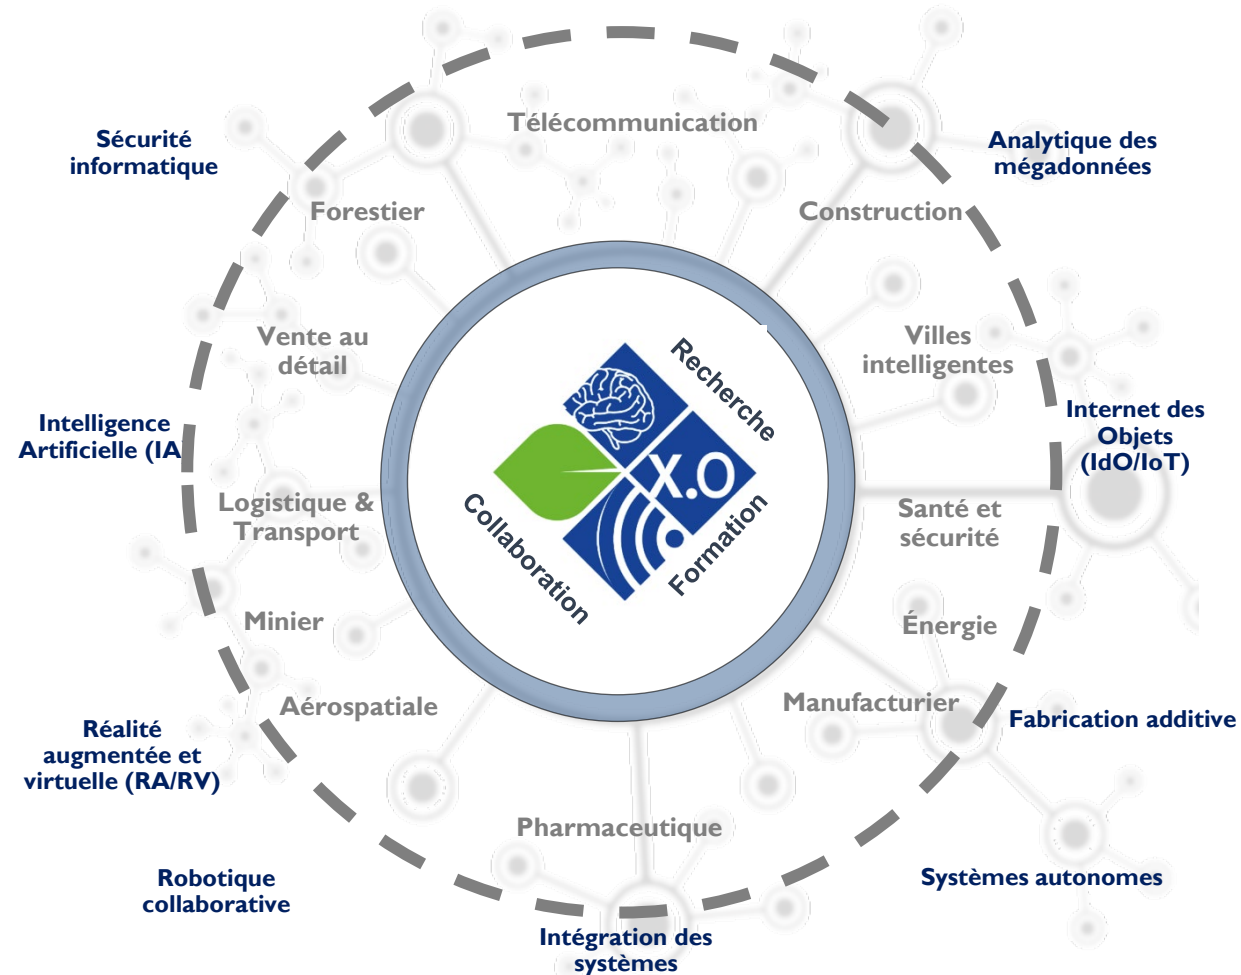 Télécommunication
Sécurité
informatique
Analytique des
mégadonnées
Forestier
Construction
Vente au
détail
Villes
intelligentes
Recherche
Intelligence
Artificielle (IA
Internet des
Objets
(IdO/IoT)
X.O
Logistique &
Transport
Santé et
sécurité
Collaboration
Formation
Minier
Énergie
Aérospatiale
Manufacturier
Réalité
augmentée et
virtuelle (RA/RV)
Fabrication additive
Pharmaceutique
Robotique
collaborative
Systèmes autonomes
Intégration des
systèmes